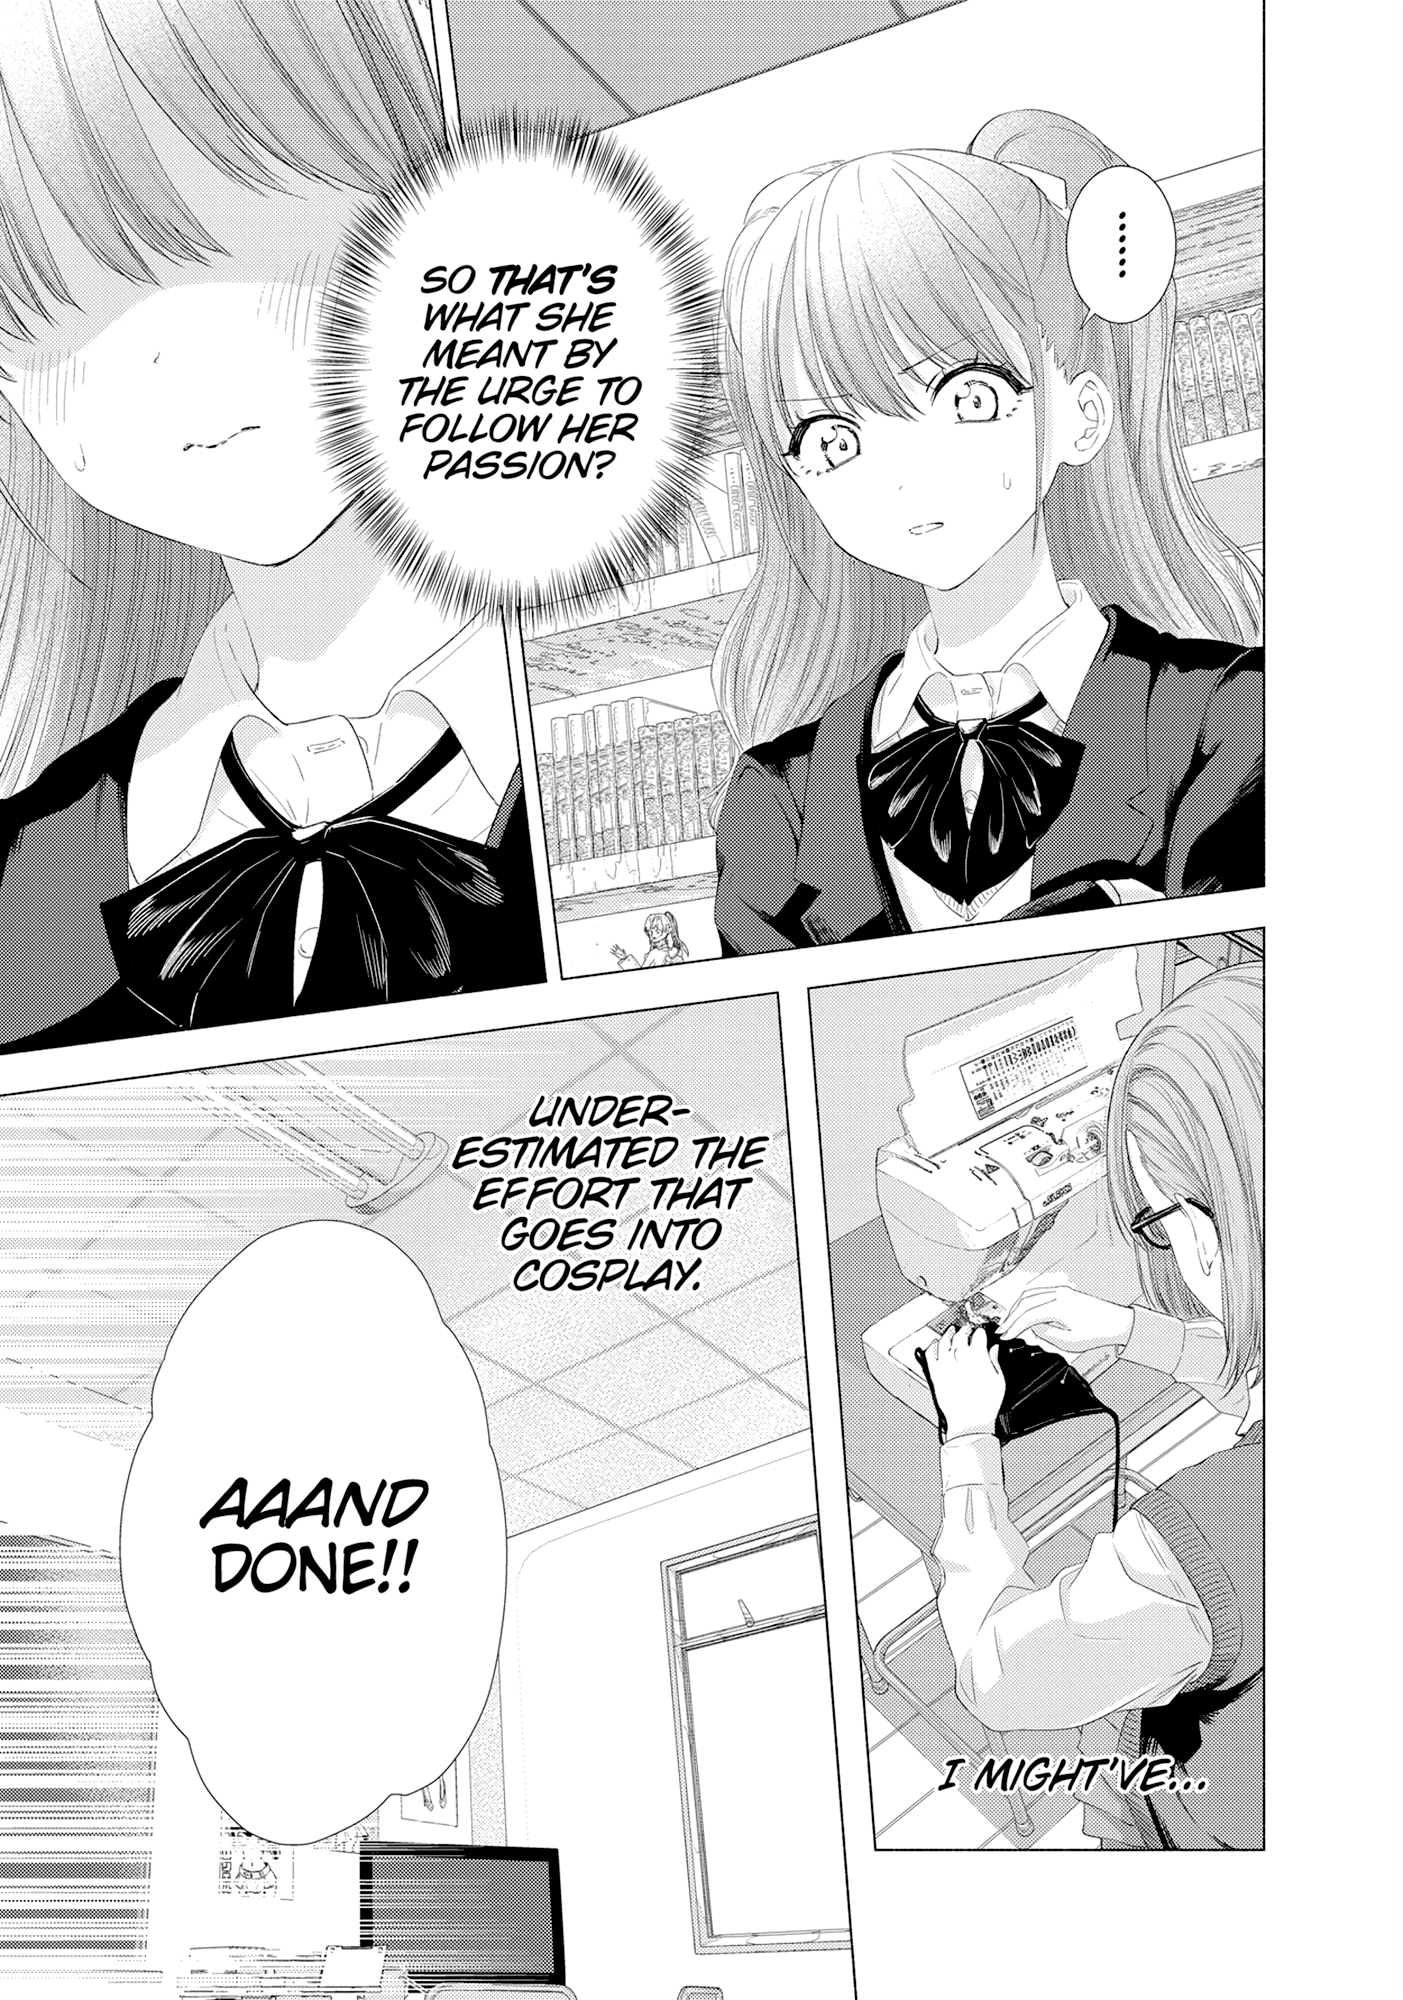 ......
SO THAT'S
WHAT SHE
MEANT BY
THE URGE TO
FOLLOW HER
PASSION?
I MIGHT'VE...
UNDER-
ESTIMATED THE
EFFORT THAT
GOES INTO
COSPLAY.
AAAND
DONE!!